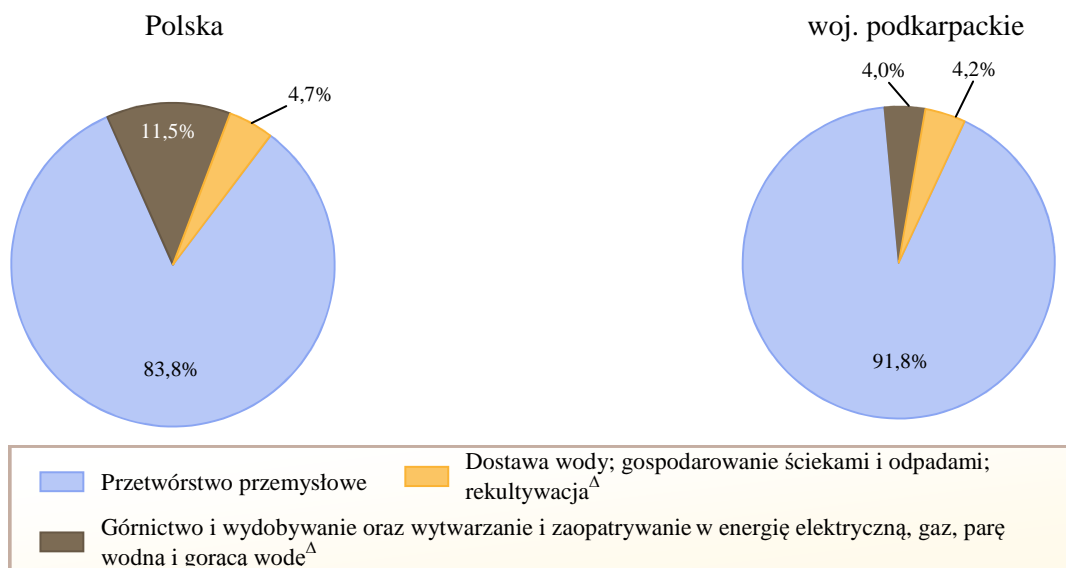 Polska
woj. podkarpackie
4,7%
11,5%
83,8%
4,0%
4,2%
91,8%
Przetwórstwo przemysłowe
Dostawa wody; gospodarowanie ściekami i odpadami;
rekultywacja^Δ
Górnictwo i wydobywanie oraz wytwarzanie i zaopatrywanie w energię elektryczną, gaz, parę
wodną i gorącą wodę^Δ